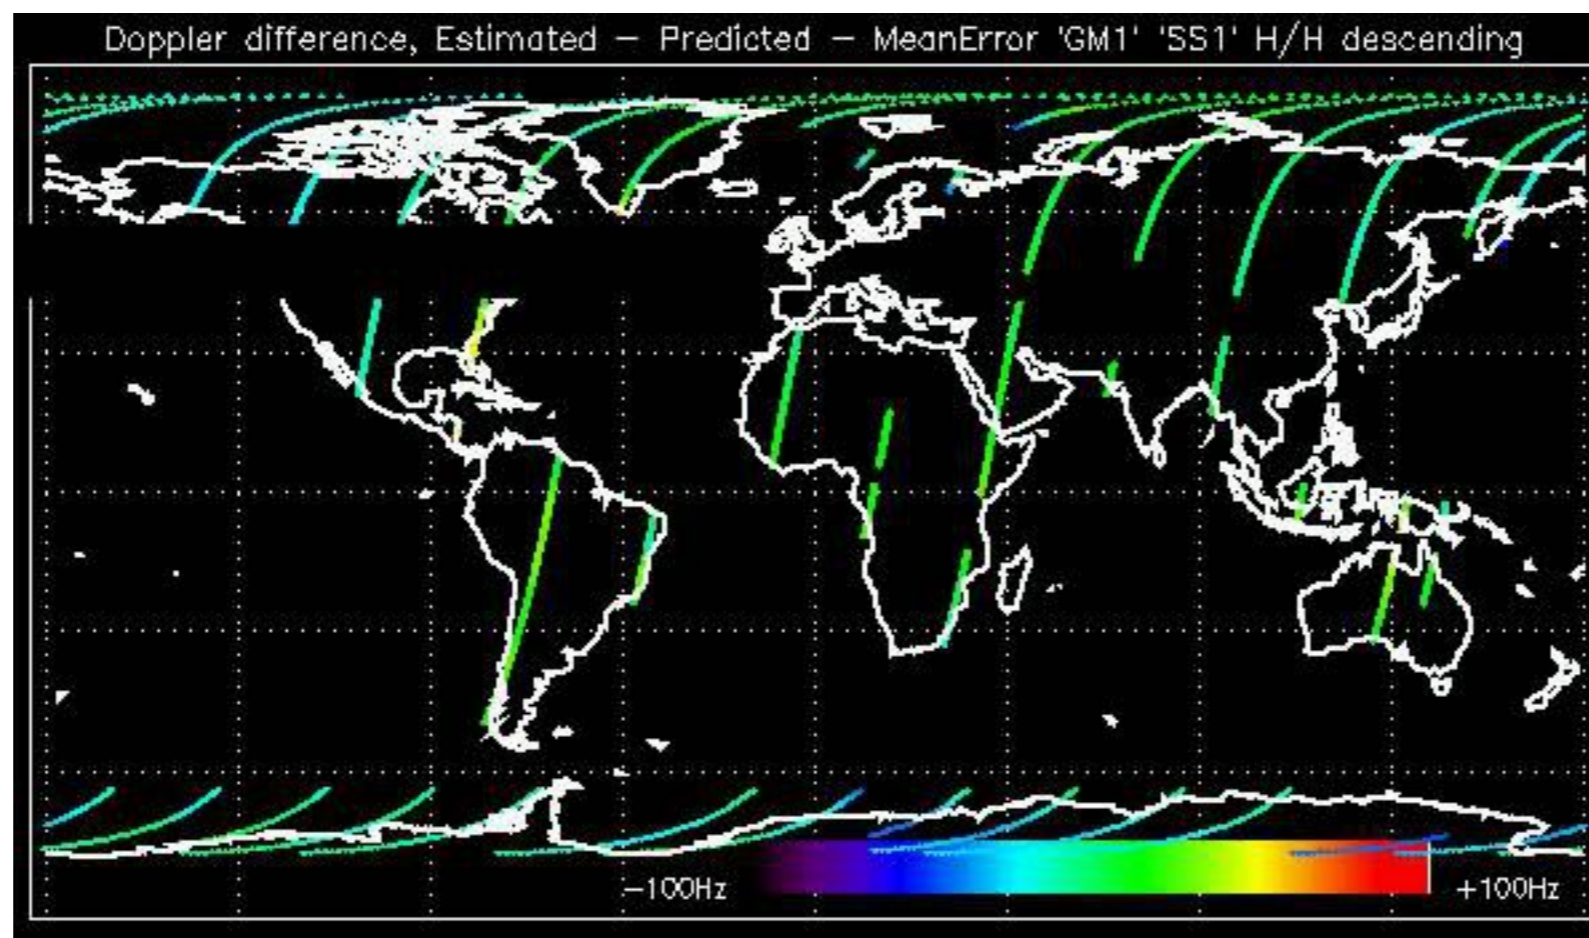 Doppler difference, Estimated – Predicted – MeanError 'GM1' 'SS1' H/H descending
–100Hz +100Hz